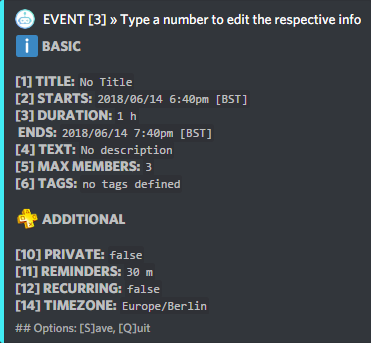 EVENT [3] » Type a number to edit the respective info
BASIC
[1] TITLE: No Title
[2] STARTS: 2018/06/14 6:40pm [BST]
[3] DURATION: 1 h
ENDS: 2018/06/14 7:40pm [BST]
[4] TEXT: No description
[5] MAX MEMBERS: 3
[6] TAGS: no tags defined
ADDITIONAL
[10] PRIVATE: false
[11] REMINDERS: 30 m
[12] RECURRING: false
[14] TIMEZONE: Europe/Berlin
## Options: [S]ave, [Q]uit